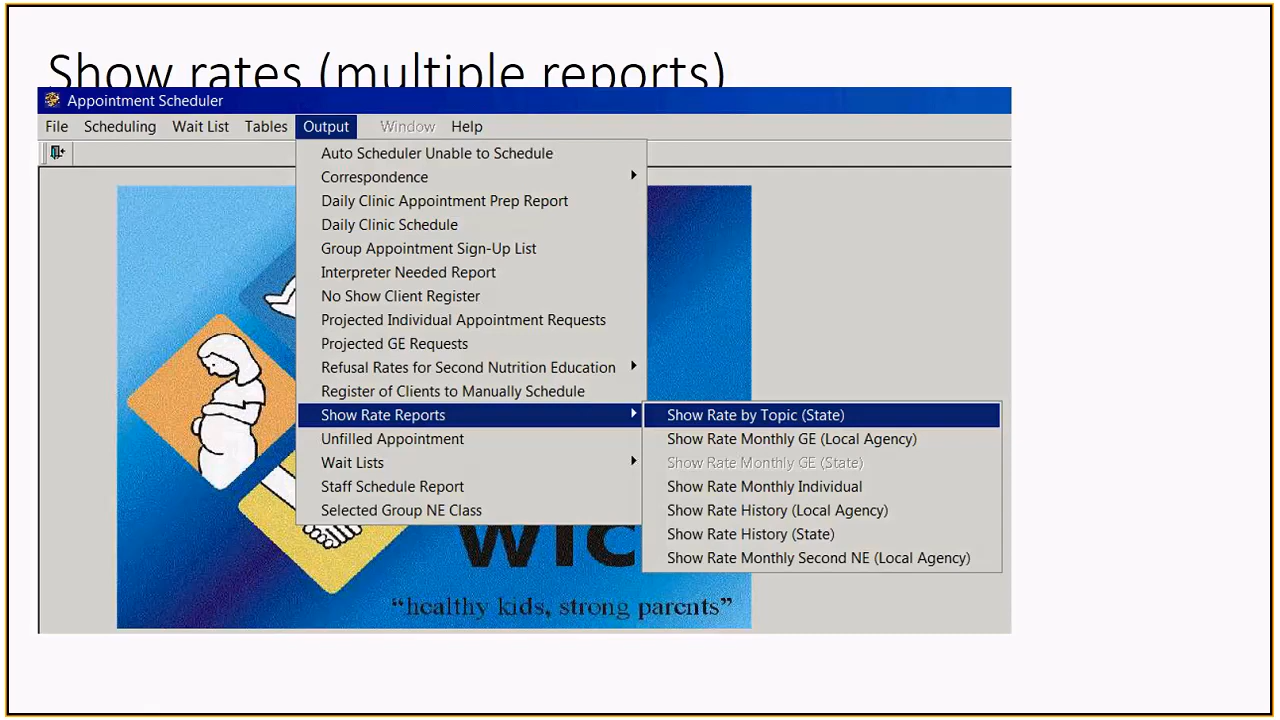 Show rates (multiple reports)
Appointment Scheduler
File Scheduling Wait List Tables Output Window Help
Auto Scheduler Unable to Schedule
Correspondence
Daily Clinic Appointment Prep Report
Daily Clinic Schedule
Group Appointment Sign-Up List
Interpreter Needed Report
No Show Client Register
Projected Individual Appointment Requests
Projected GE Requests
Refusal Rates for Second Nutrition Education
Register of Clients to Manually Schedule
Show Rate Reports
Unfilled Appointment
Wait Lists
Staff Schedule Report
Selected Group NE Class
Show Rate by Topic (State)
Show Rate Monthly GE (Local Agency)
Show Rate Monthly GE (State)
Show Rate Monthly Individual
Show Rate History (Local Agency)
Show Rate History (State)
Show Rate Monthly Second NE (Local Agency)
WIC
“healthy kids, strong parents”